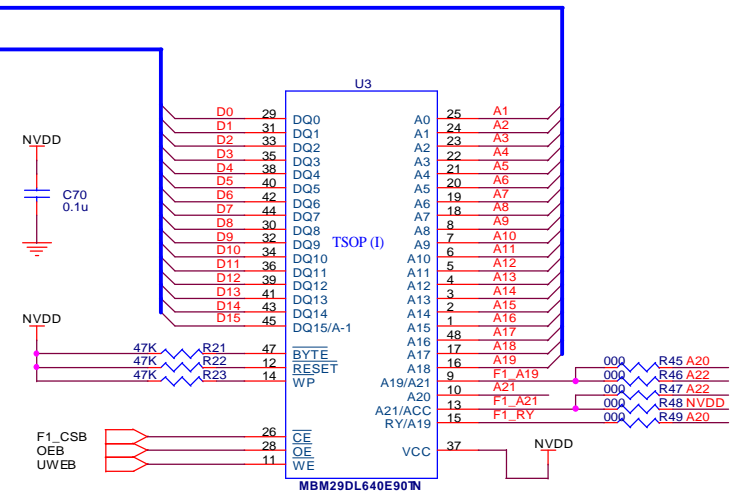 U3
D0 29 DQ0 A0 25 A1
D1 31 DQ1 A1 24 A2
D2 33 DQ2 A2 23 A3
D3 35 DQ3 A3 22 A4
D4 38 DQ4 A4 21 A5
D5 40 DQ5 A5 20 A6
D6 42 DQ6 A6 19 A7
D7 44 DQ7 A7 18 A8
D8 30 DQ8 A8 8 A9
D9 32 DQ9 A9 7 A10
D10 34 DQ10 A10 6 A11
D11 36 DQ11 A11 5 A12
D12 39 DQ12 A12 4 A13
D13 41 DQ13 A13 3 A14
D14 43 DQ14 A14 2 A15
D15 45 DQ15/A-1 A15 1 A16
A16 48 A17
A17 17 A18
A18 16 A19
TSOP (I)
NVDD
C70
0.1u
NVDD
47K R21 47 BYTE
47K R22 12 RESET
47K R23 14 WP
A19/A21 9 F1_A19
A20 10 A21
A21/ACC 13 F1_A21
RY/A19 15 F1_RY
000 R45 A20
000 R46 A22
000 R47 A22
000 R48 NVDD
000 R49 A20
F1_CSB 26 CE
OEB 28 OE
UWEB 11 WE
VCC 37 NVDD
MBM29DL640E90TN